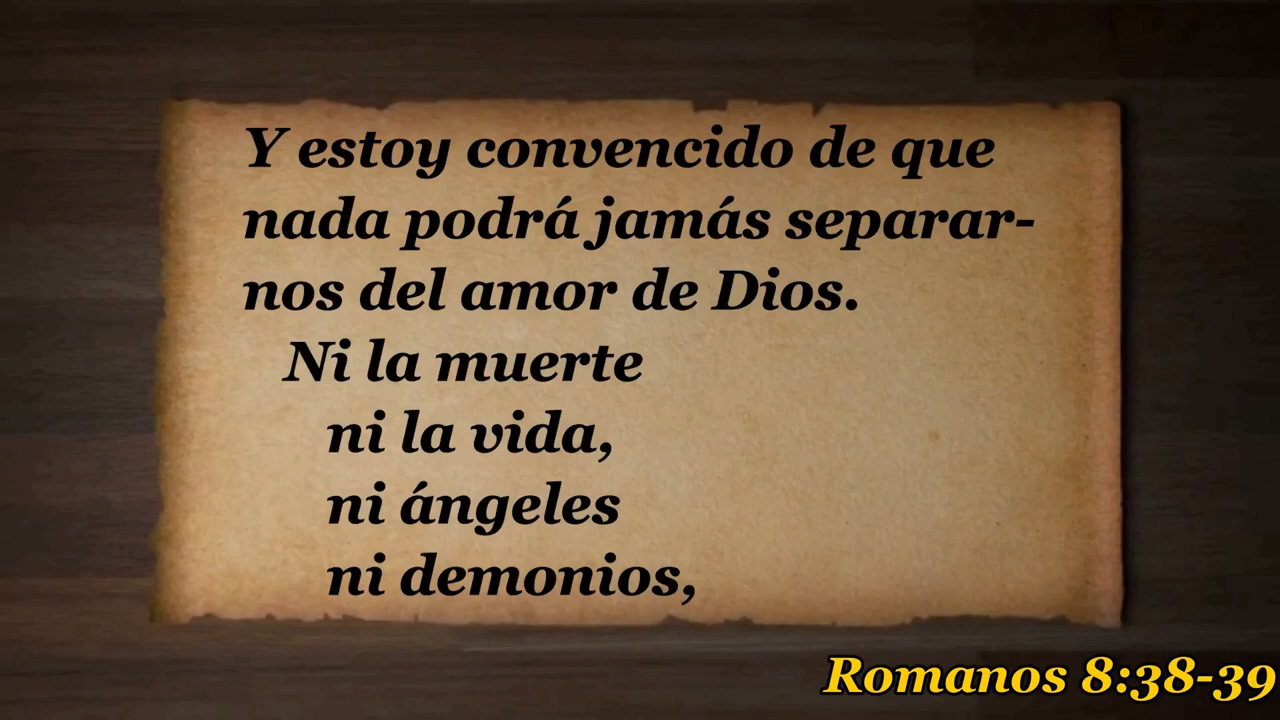 Y estoy convencido de que
nada podrá jamás separar-
nos del amor de Dios.
Ni la muerte
ni la vida,
ni ángeles
ni demonios,
Romanos 8:38-39